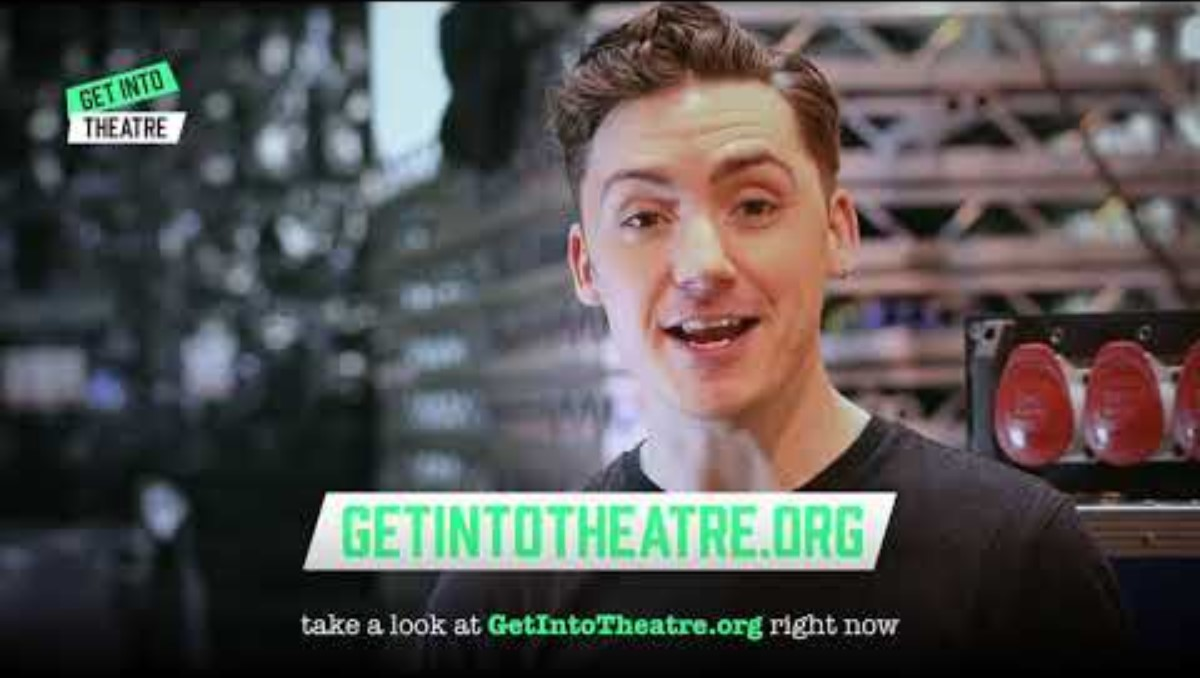 GET INTO
THEATRE
GETINTOTHEATRE.ORG
take a look at GetIntoTheatre.org right now